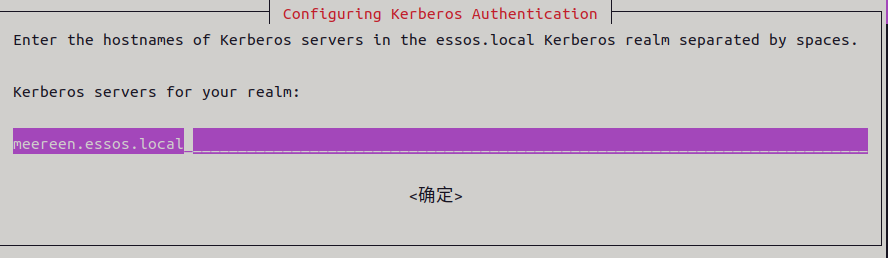 Configuring Kerberos Authentication
Enter the hostnames of Kerberos servers in the essos.local Kerberos realm separated by spaces.
Kerberos servers for your realm:
meereen.essos.local
<确定>